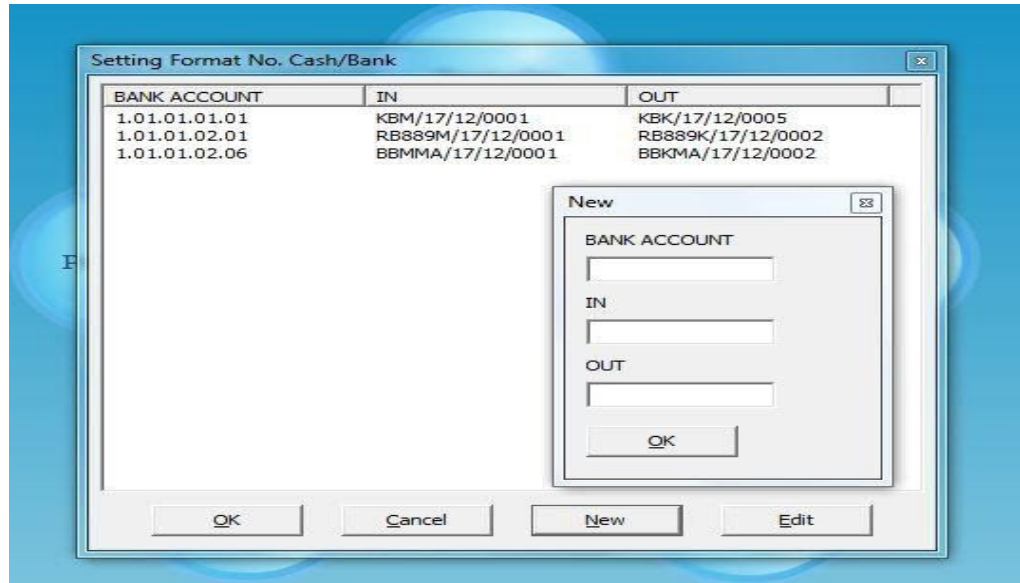 Setting Format No. Cash/Bank
BANK ACCOUNT IN OUT
1.01.01.01.01 KBM/17/12/0001 KBK/17/12/0005
1.01.01.02.01 RB889M/17/12/0001 RB889K/17/12/0002
1.01.01.02.06 BBMMA/17/12/0001 BBKMA/17/12/0002
New
BANK ACCOUNT
IN
OUT
OK
OK Cancel New Edit